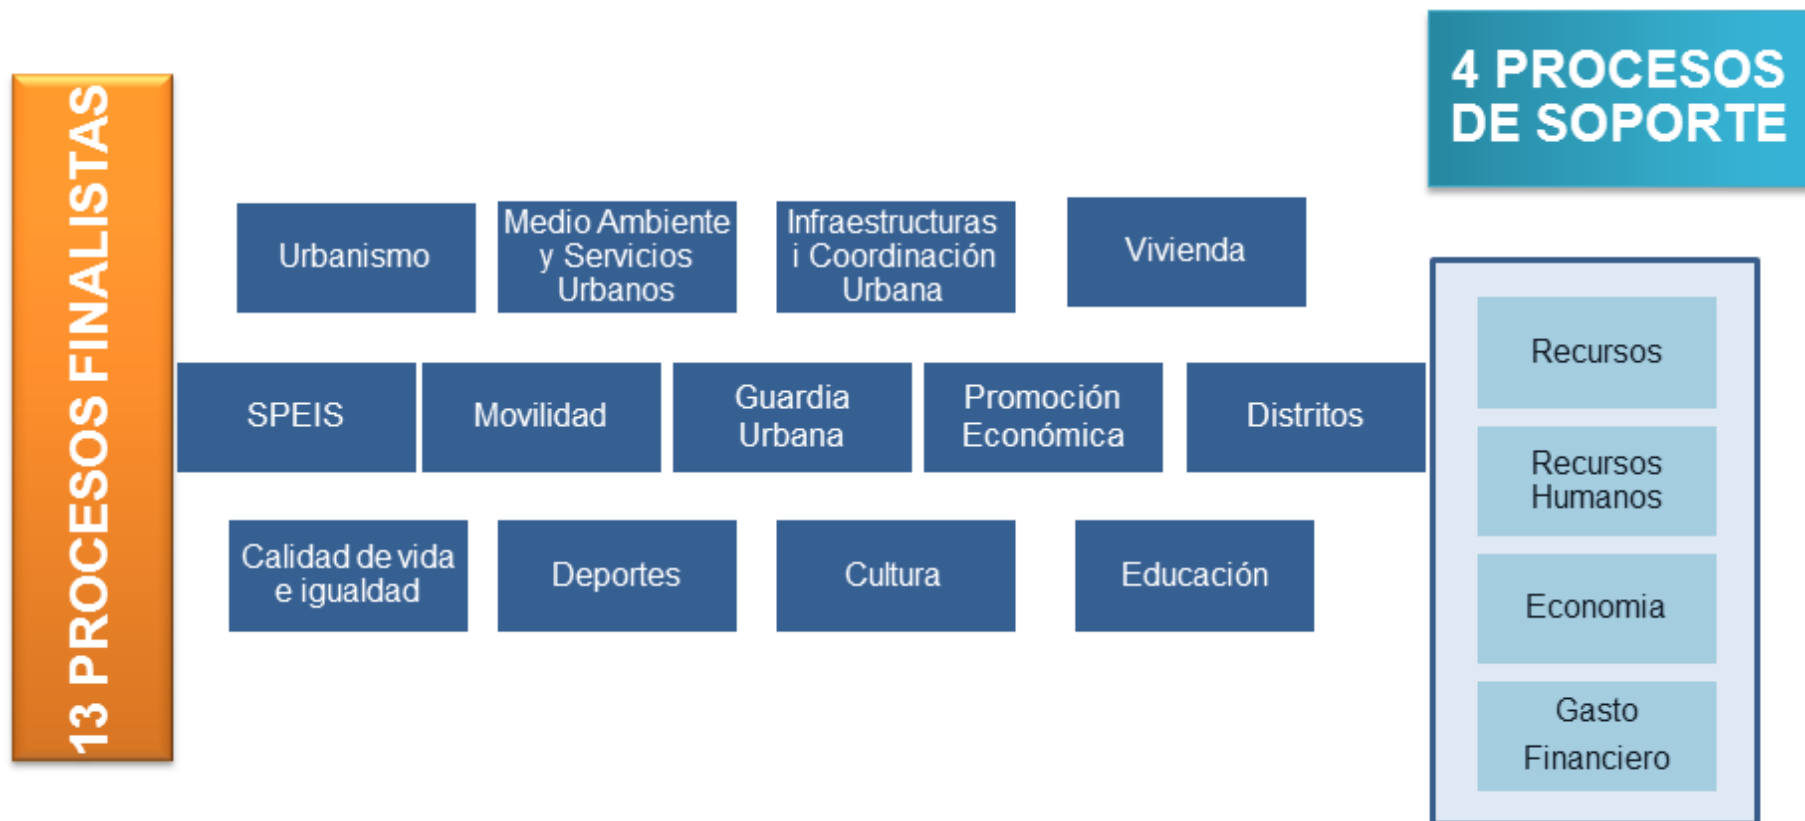 13 PROCESOS FINALISTAS
4 PROCESOS
DE SOPORTE
Urbanismo
Medio Ambiente
y Servicios
Urbanos
Infraestructuras
i Coordinación
Urbana
Vivienda
SPEIS
Movilidad
Guardia
Urbana
Promoción
Económica
Distritos
Calidad de vida
e igualdad
Deportes
Cultura
Educación
Recursos
Recursos
Humanos
Economia
Gasto
Financiero